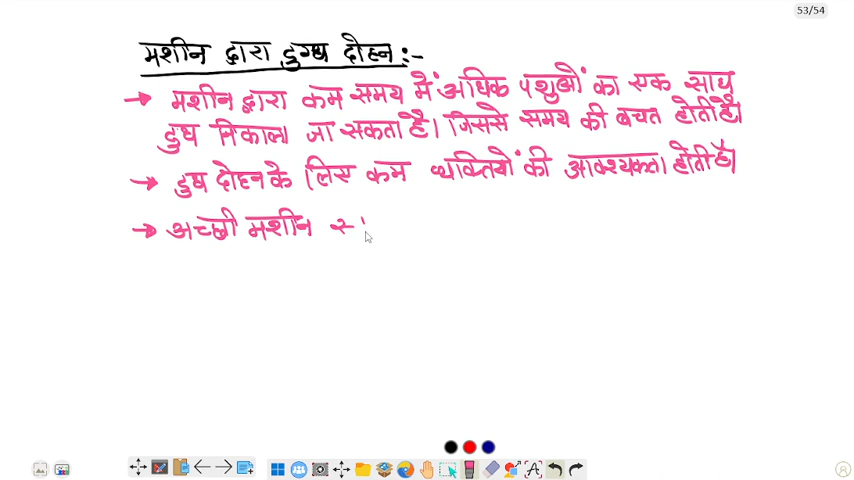 53/54
मशीन द्वारा दुग्ध दोहन :-
→ मशीन द्वारा कम समय में अधिक पशुओं का एक साथ
दुध निकाला जा सकता है। जिससे समय की बचत होती है।
→ दुध दोहन के लिए कम व्यक्तियों की आवश्यकता होती है।
→ अच्छी मशीन